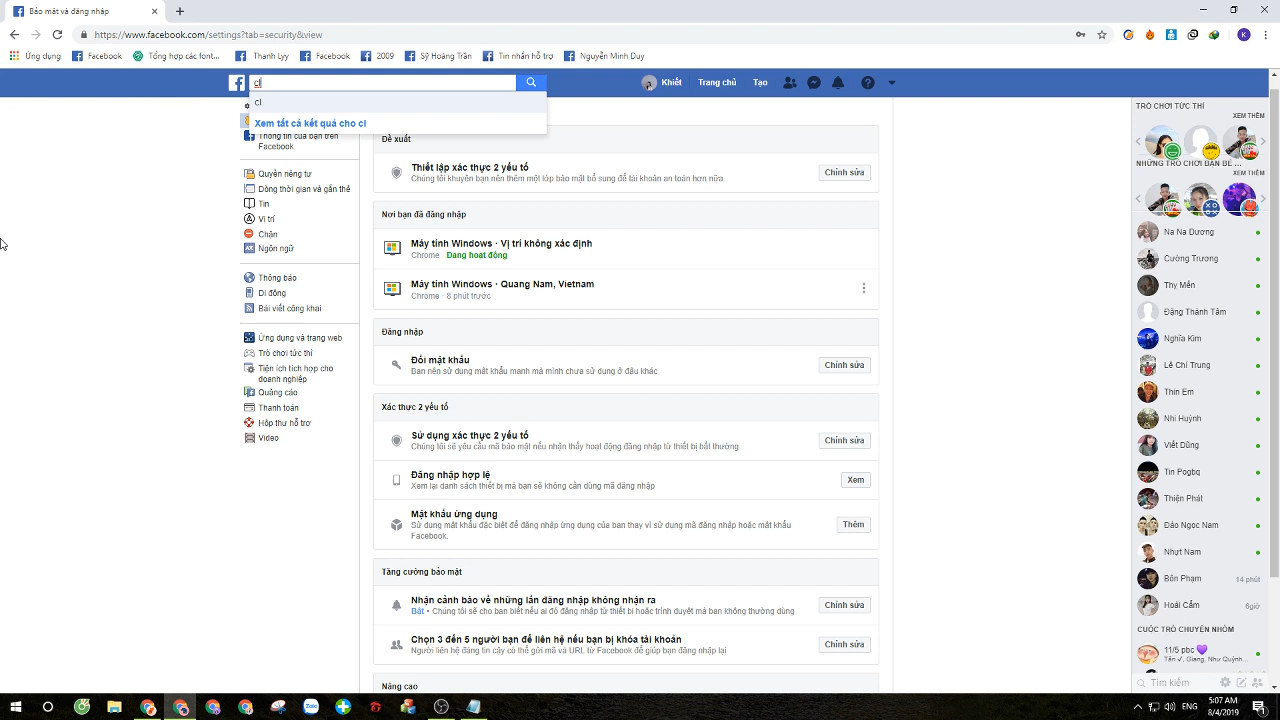 Bảo mật và đăng nhập
https://www.facebook.com/settings?tab=security&view
K
Ứng dụng
Facebook
Tổng hợp các font...
Thanh Lyy
Facebook
2009
Sỹ Hoàng Trần
Tin nhắn hỗ trợ
Nguyễn Minh Duy
cl
Khiết
Trang chủ
Tạo
cl
Xem tất cả kết quả cho cl
Thông tin của bạn trên
Facebook
Quyền riêng tư
Dòng thời gian và gắn thẻ
Tin
Vị trí
Chặn
Ngôn ngữ
Thông báo
Di động
Bài viết công khai
Ứng dụng và trang web
Trò chơi tức thì
Tiện ích tích hợp cho
doanh nghiệp
Quảng cáo
Thanh toán
Hộp thư hỗ trợ
Video
Đề xuất
Thiết lập xác thực 2 yếu tố
Chúng tôi khuyên bạn nên thêm một lớp bảo mật bổ sung để tài khoản an toàn hơn nữa.
Chỉnh sửa
Nơi bạn đã đăng nhập
Máy tính Windows · Vị trí không xác định
Chrome · Đang hoạt động
Máy tính Windows · Quang Nam, Vietnam
Chrome · 8 phút trước
Đăng nhập
Đổi mật khẩu
Bạn nên sử dụng mật khẩu mạnh mà mình chưa sử dụng ở đâu khác
Chỉnh sửa
Xác thực 2 yếu tố
Sử dụng xác thực 2 yếu tố
Chúng tôi sẽ yêu cầu mã bảo mật nếu nhận thấy hoạt động đăng nhập từ thiết bị bất thường
Chỉnh sửa
Đăng nhập hợp lệ
Xem lại danh sách thiết bị mà bạn sẽ không cần dùng mã đăng nhập
Xem
Mật khẩu ứng dụng
Sử dụng mật khẩu đặc biệt để đăng nhập ứng dụng của bạn thay vì sử dụng mã đăng nhập hoặc mật khẩu
Facebook.
Thêm
Tăng cường bảo mật
Nhận cảnh báo về những lần đăng nhập không nhận ra
Bật • Chúng tôi sẽ cho bạn biết nếu ai đó đăng nhập từ thiết bị hoặc trình duyệt mà bạn không thường dùng
Chỉnh sửa
Chọn 3 đến 5 người bạn để liên hệ nếu bạn bị khóa tài khoản
Người liên hệ đáng tin cậy có thể gửi mã và URL từ Facebook để giúp bạn đăng nhập lại
Chỉnh sửa
Nâng cao
TRÒ CHƠI TỨC THÌ
XEM THÊM
NHỮNG TRÒ CHƠI BẠN BÈ ...
XEM THÊM
Na Na Dương
Cường Trương
Thy Mến
Đặng Thành Tâm
Nghĩa Kim
Lê Chí Trung
Thin Em
Nhi Huỳnh
Viết Dũng
Tin Pogbq
Thiện Phát
Đào Ngọc Nam
Nhựt Nam
Bôn Phạm
14 phút
Hoài Cẩm
6giờ
CUỘC TRÒ CHUYỆN NHÓM
11/5 pbc 💜
Tân ✓, Giang, Như Quỳnh...
Tìm kiếm
Zalo
ENG
5:07 AM
8/4/2019